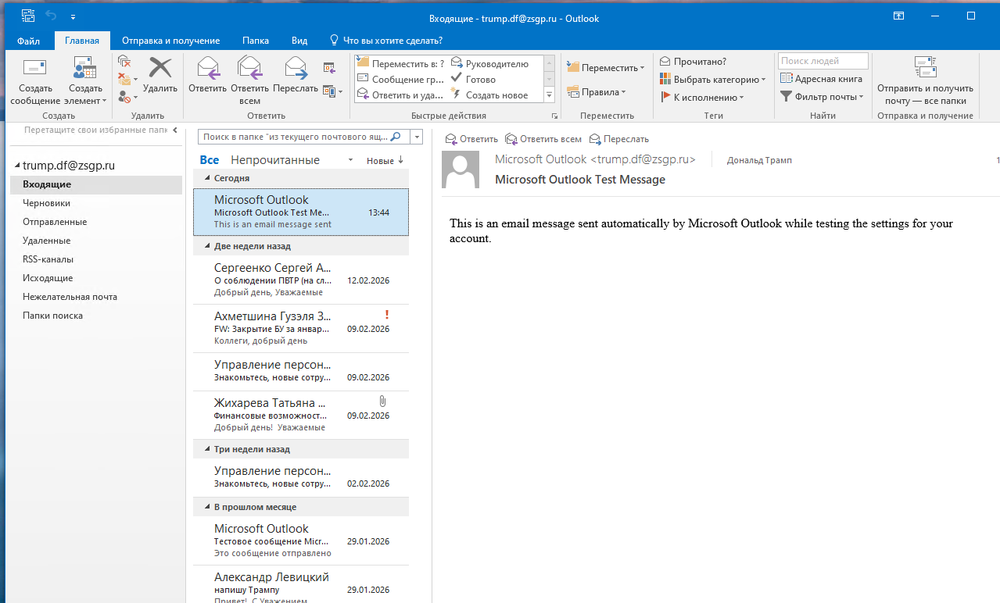 Входящие - trump.df@zsgp.ru - Outlook
Файл
Главная
Отправка и получение
Папка
Вид
Что вы хотите сделать?
Создать сообщение
Создать элемент
Создать
Удалить
Удалить
Ответить
Ответить всем
Переслать
Ответить
Переместить в: ?
Сообщение гр...
Ответить и уда...
Руководителю
Готово
Создать новое
Быстрые действия
Переместить
Правила
Переместить
Прочитано?
Выбрать категорию
К исполнению
Теги
Поиск людей
Адресная книга
Фильтр почты
Найти
Отправить и получить
почту — все папки
Отправка и получение
Перетащите свои избранные папк
trump.df@zsgp.ru
Входящие
Черновики
Отправленные
Удаленные
RSS-каналы
Исходящие
Нежелательная почта
Папки поиска
Поиск в папке "из текущего почтового ящ...
Все Непрочитанные
Новые ↓
Сегодня
Microsoft Outlook
Microsoft Outlook Test Me... 13:44
This is an email message sent
Две недели назад
Сергеенко Сергей А...
О соблюдении ПВТР (на сл... 12.02.2026
Добрый день, Уважаемые
Ахметшина Гузэля З... !
FW: Закрытие БУ за январ... 09.02.2026
Коллеги, добрый день
Управление персон...
Знакомьтесь, новые сотру... 09.02.2026
Жихарева Татьяна ...
Финансовые возможност... 09.02.2026
Добрый день! Уважаемые
Три недели назад
Управление персон...
Знакомьтесь, новые сотру... 02.02.2026
В прошлом месяце
Microsoft Outlook
Тестовое сообщение Micr... 29.01.2026
Это сообщение отправлено
Александр Левицкий
напишу Трампу 29.01.2026
Привет! С Уважением
Ответить Ответить всем Переслать
Microsoft Outlook <trump.df@zsgp.ru> Дональд Трамп
Microsoft Outlook Test Message
This is an email message sent automatically by Microsoft Outlook while testing the settings for your
account.